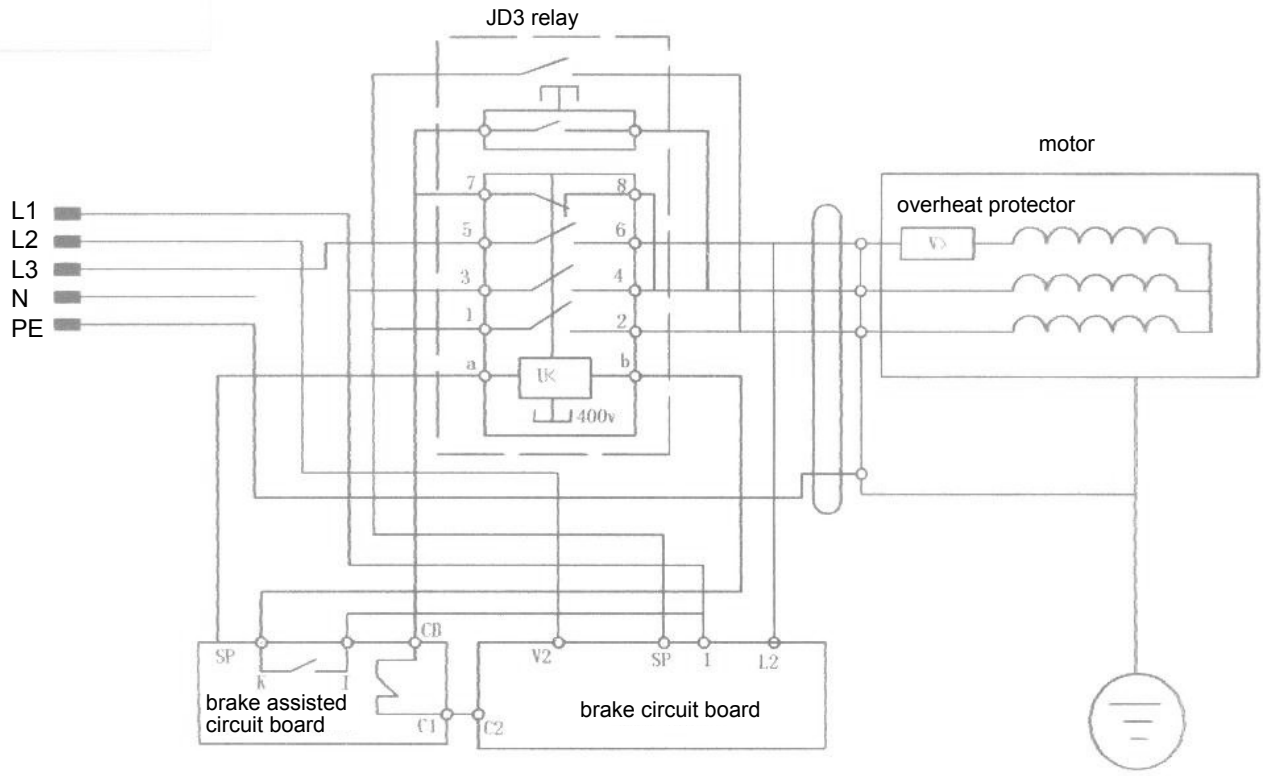 JD3 relay
motor
L1
L2
L3
N
PE
overheat protector
7 8
5 6
3 4
1 2
a b
U<
400v
SP
K I
CB
C1
brake assisted
circuit board
V2 SP 1 L2
C2
brake circuit board